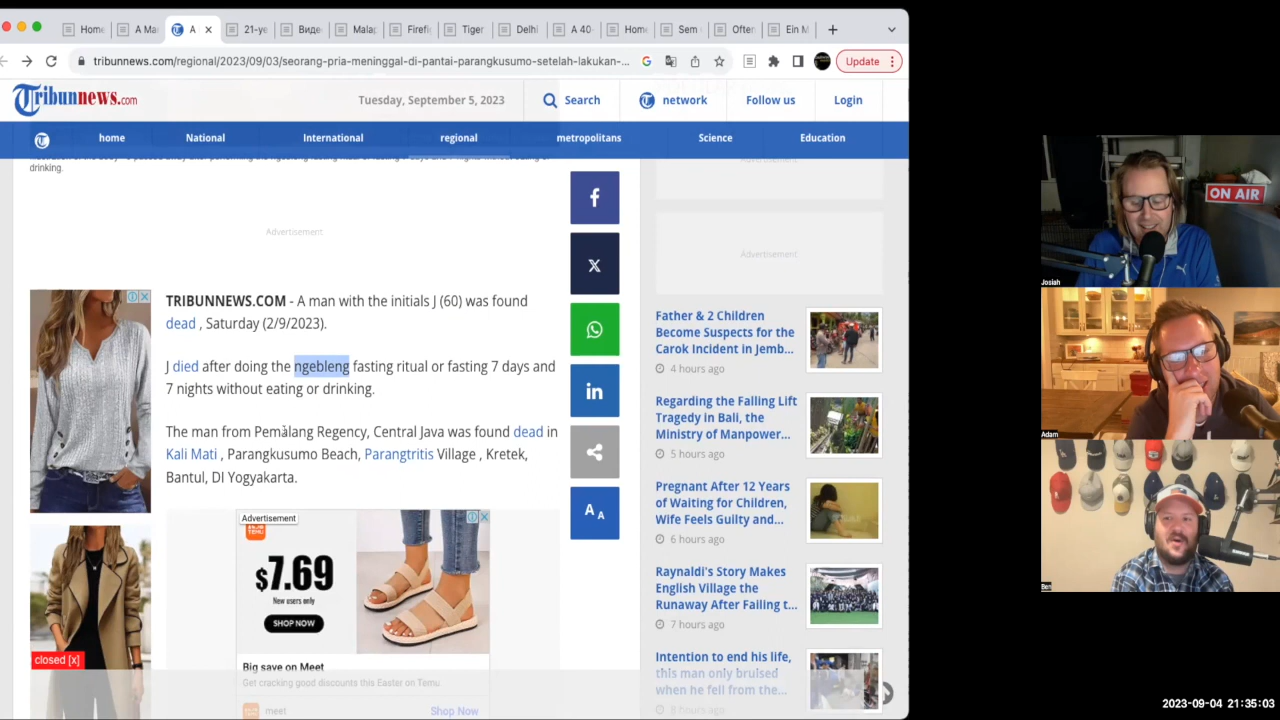 Home
A Ma
A
21-ye
Виде
Malap
Firefi
Tiger
Delhi
A 40-
Home
Sem
Ofter
Ein M
tribunnews.com/regional/2023/09/03/seorang-pria-meninggal-di-pantai-parangkusumo-setelah-lakukan-...
Update
Tribunnews.com
Tuesday, September 5, 2023
Search
network
Follow us
Login
home
National
International
regional
metropolitans
Science
Education
drinking.
Advertisement
Advertisement
Advertisement
TRIBUNNEWS.COM - A man with the initials J (60) was found
dead , Saturday (2/9/2023).
J died after doing the ngebleng fasting ritual or fasting 7 days and
7 nights without eating or drinking.
The man from Pemalang Regency, Central Java was found dead in
Kali Mati , Parangkusumo Beach, Parangtritis Village , Kretek,
Bantul, DI Yogyakarta.
Advertisement
$7.69
New users only
SHOP NOW
Big save on Meet
Get cracking good discounts this Easter on Temu.
meet
Shop Now
closed [x]
A A
Father & 2 Children
Become Suspects for the
Carok Incident in Jemb...
4 hours ago
Regarding the Falling Lift
Tragedy in Bali, the
Ministry of Manpower...
5 hours ago
Pregnant After 12 Years
of Waiting for Children,
Wife Feels Guilty and...
6 hours ago
Raynaldi's Story Makes
English Village the
Runaway After Failing t...
7 hours ago
Intention to end his life,
this man only bruised
when he fell from the...
8 hours ago
ON AIR
Josiah
Adam
2023-09-04 21:35:03